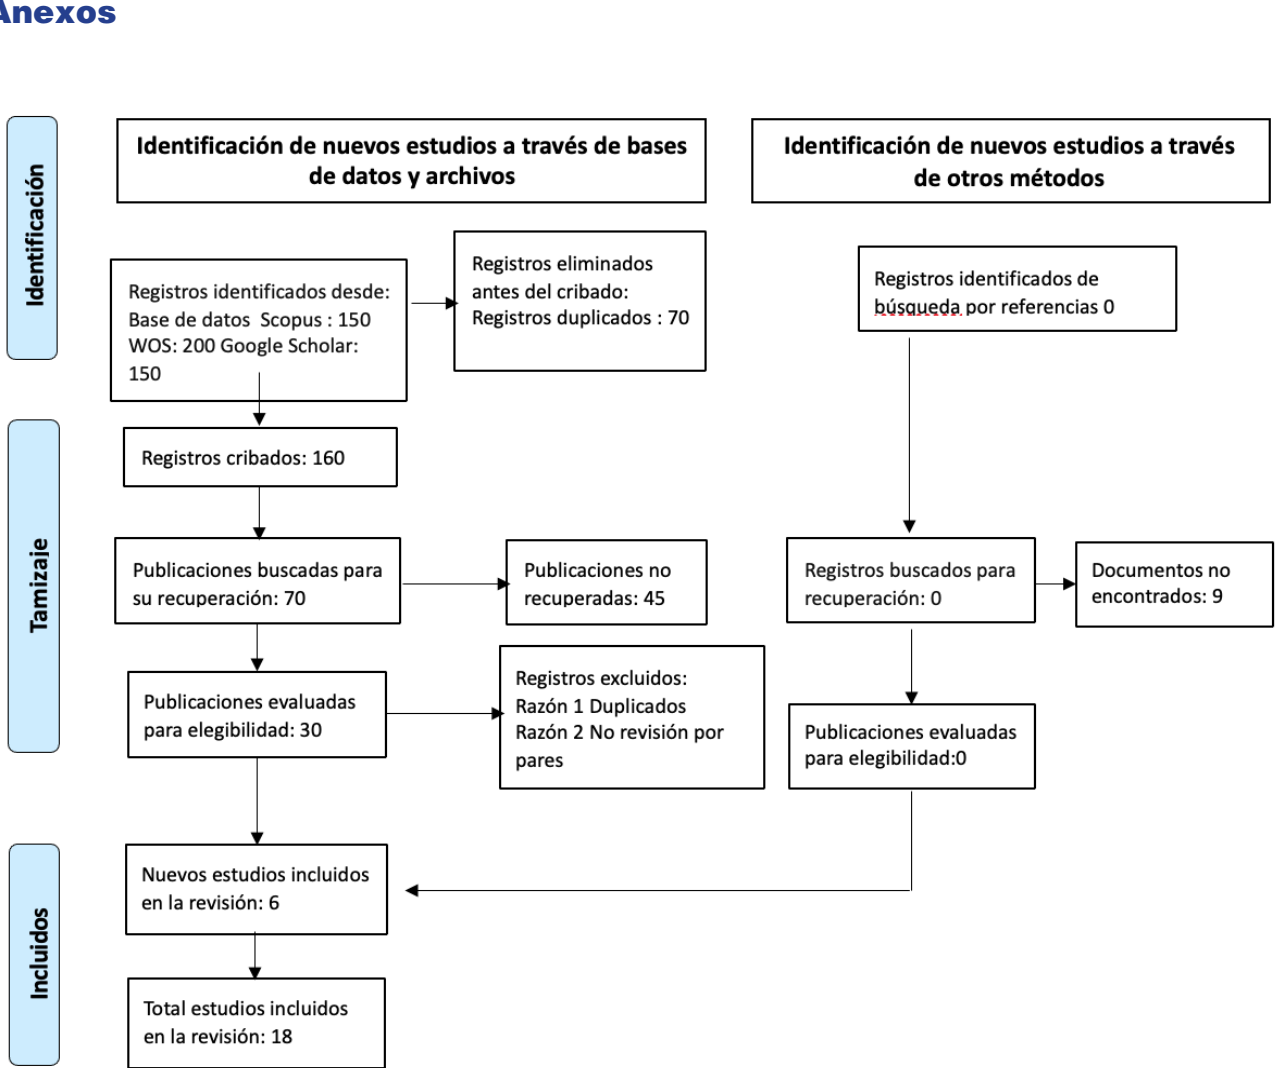 Anexos
Identificación
Identificación de nuevos estudios a través de bases
de datos y archivos
Identificación de nuevos estudios a través
de otros métodos
Registros identificados desde:
Base de datos  Scopus : 150
WOS: 200 Google Scholar:
150
Registros eliminados
antes del cribado:
Registros duplicados : 70
Registros identificados de
búsqueda por referencias 0
Tamizaje
Registros cribados: 160
Publicaciones buscadas para
su recuperación: 70
Publicaciones no
recuperadas: 45
Registros buscados para
recuperación: 0
Documentos no
encontrados: 9
Publicaciones evaluadas
para elegibilidad: 30
Registros excluidos:
Razón 1 Duplicados
Razón 2 No revisión por
pares
Publicaciones evaluadas
para elegibilidad:0
Incluidos
Nuevos estudios incluidos
en la revisión: 6
Total estudios incluidos
en la revisión: 18